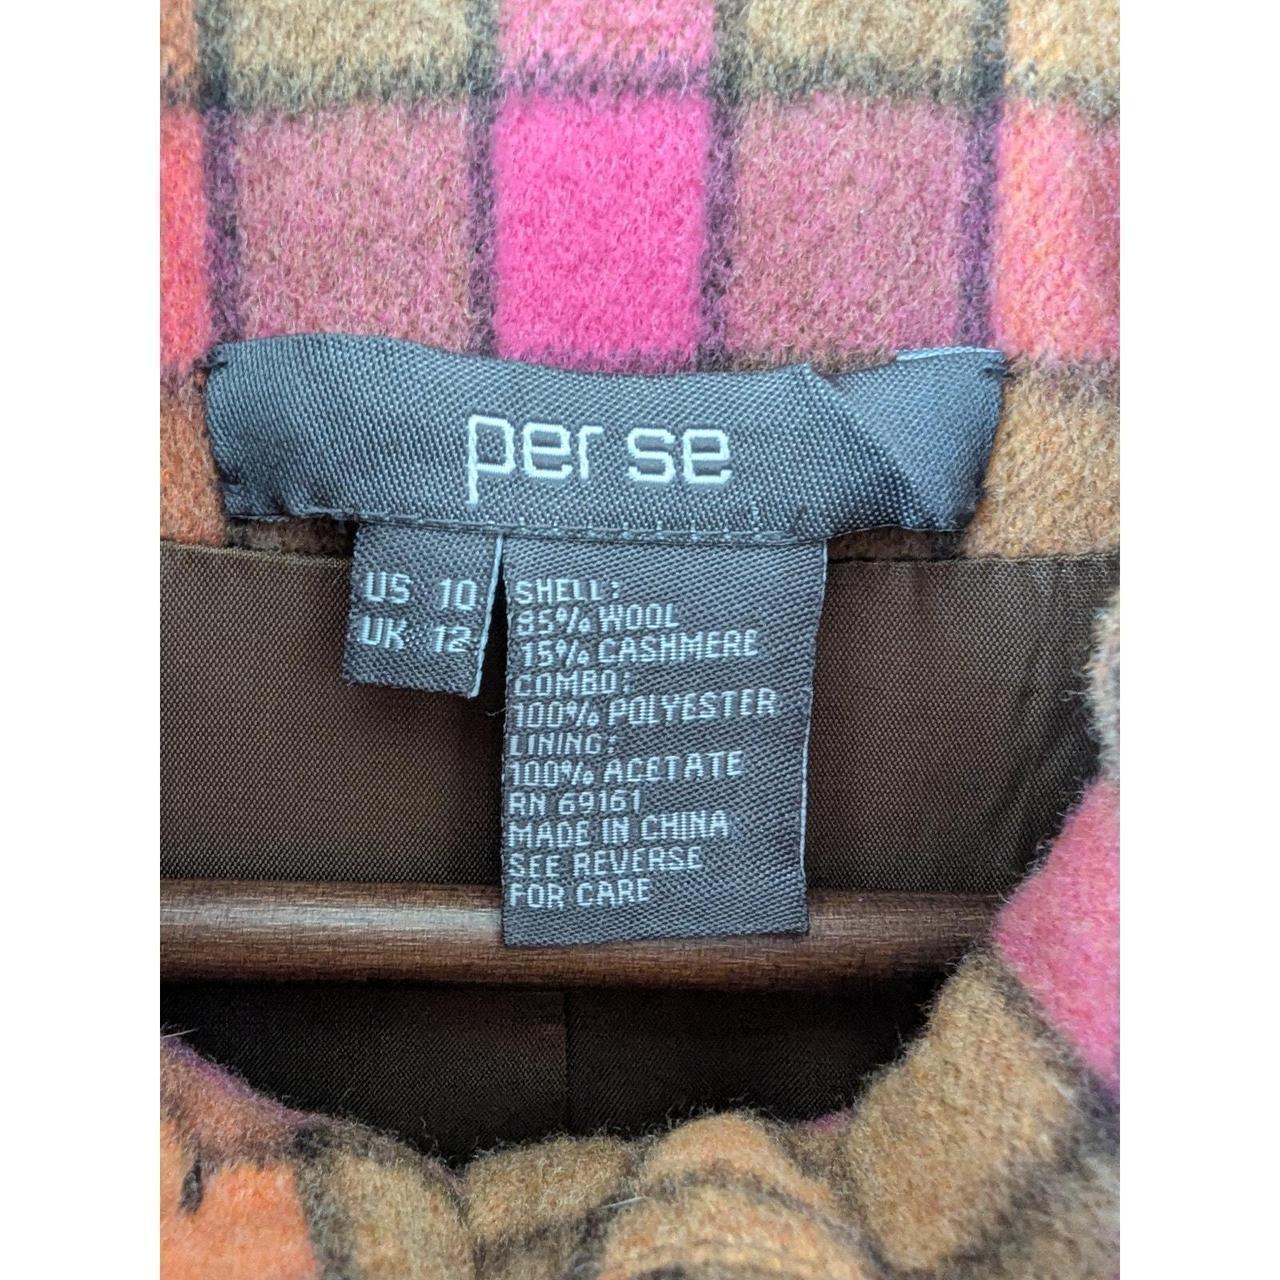 per se
US 10
UK 12
SHELL:
85% WOOL
15% CASHMERE
COMBO:
100% POLYESTER
LINING:
100% ACETATE
RN 69161
MADE IN CHINA
SEE REVERSE
FOR CARE